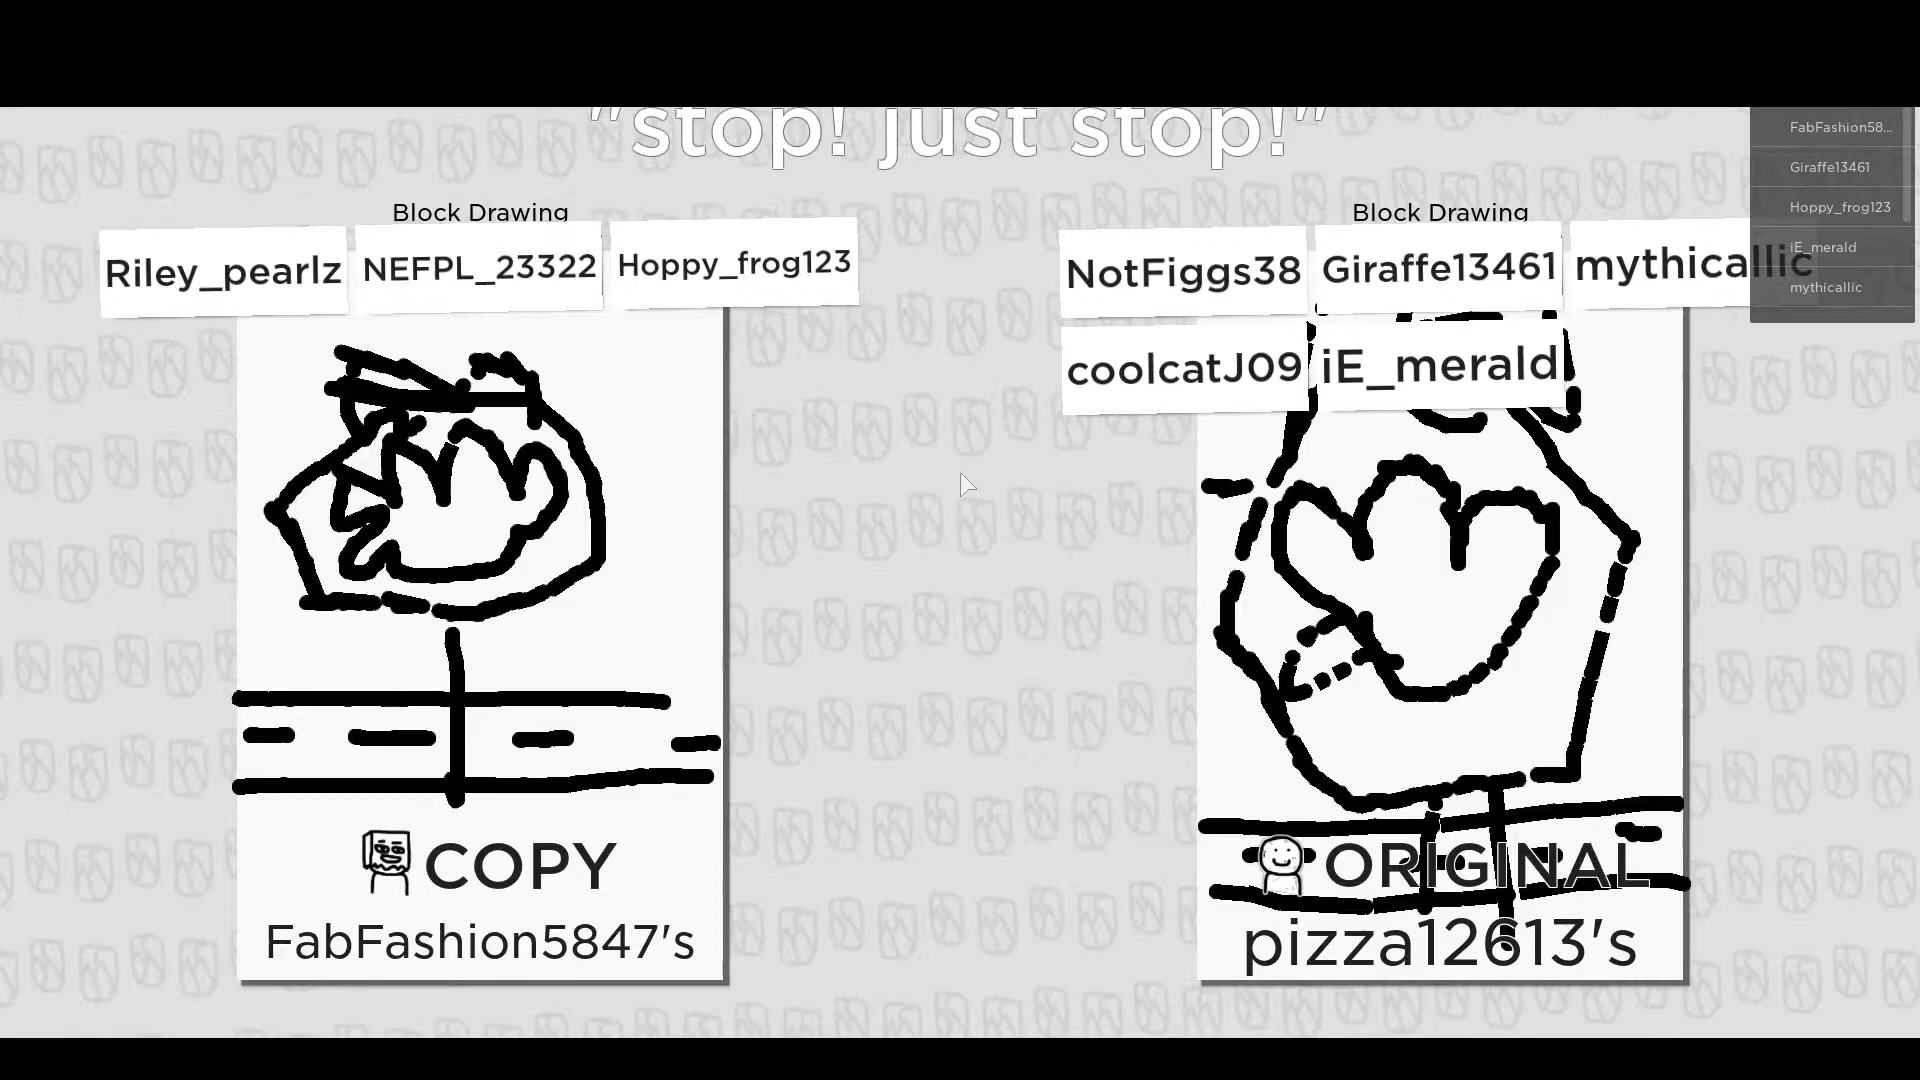 "stop! just stop!"
Block Drawing
Riley_pearlz NEFPL_23322 Hoppy_frog123
COPY
FabFashion5847's
Block Drawing
NotFiggs38 Giraffe13461 mythicallic
coolcatJ09 iE_merald
ORIGINAL
pizza12613's
FabFashion58...
Giraffe13461
Hoppy_frog123
iE_merald
mythicallic